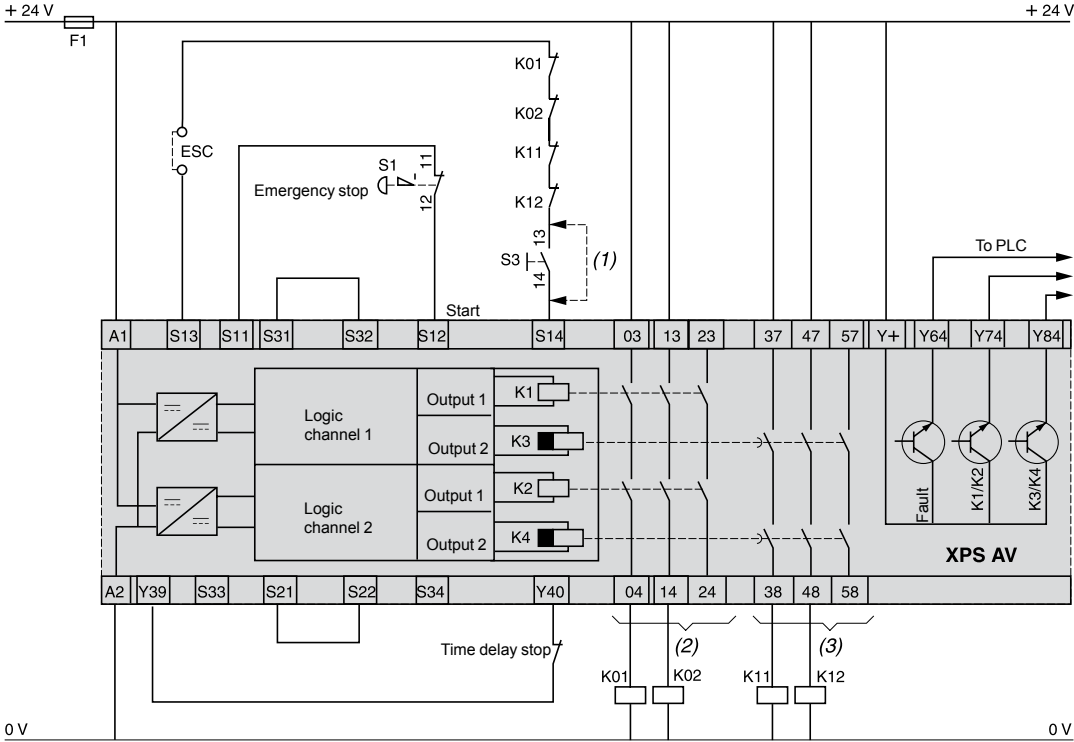 + 24 V
+ 24 V
F1
K01
K02
ESC
K11
S1
11
Emergency stop
12
K12
13
S3
14
(1)
To PLC
Start
A1
S13
S11
S31
S32
S12
S14
03
13
23
37
47
57
Y+
Y64
Y74
Y84
Logic
channel 1
Output 1
K1
Output 2
K3
Logic
channel 2
Output 1
K2
Output 2
K4
Fault
K1/K2
K3/K4
XPS AV
A2
Y39
S33
S21
S22
S34
Y40
04
14
24
38
48
58
Time delay stop
(2)
(3)
K01
K02
K11
K12
0 V
0 V